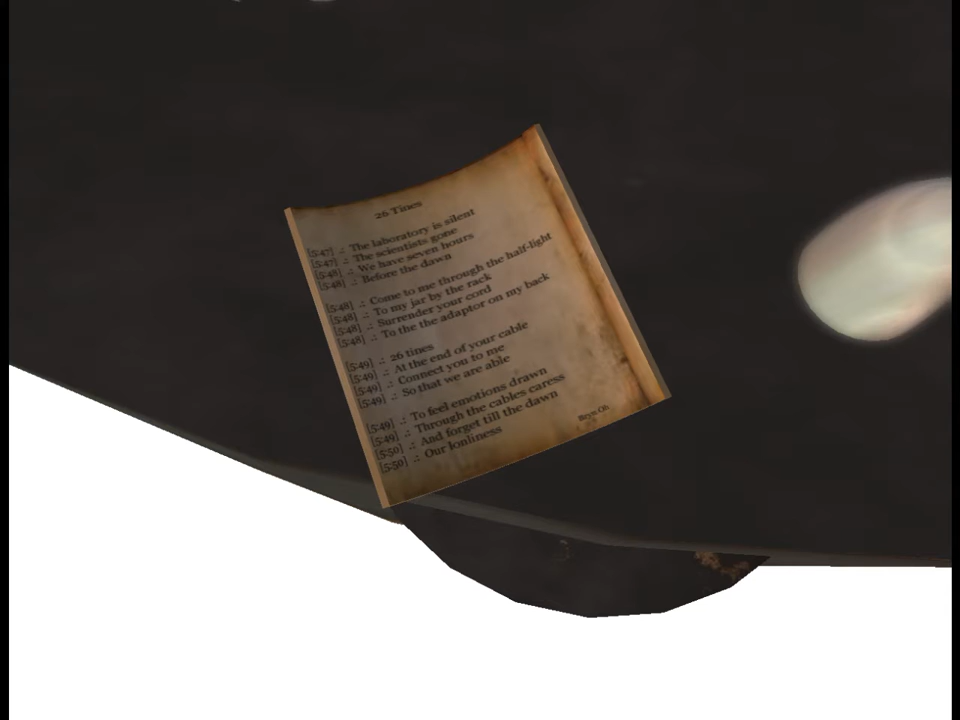 26 Tines
[5:47] .: The laboratory is silent
[5:47] .: The scientists gone
[5:48] .: We have seven hours
[5:48] .: Before the dawn
[5:48] .: Come to me through the half-light
[5:48] .: To my jar by the rack
[5:48] .: Surrender your cord
[5:48] .: To the the adaptor on my back
[5:49] .: 26 tines
[5:49] .: At the end of your cable
[5:49] .: Connect you to me
[5:49] .: So that we are able
[5:49] .: To feel emotions drawn
[5:49] .: Through the cables caress
[5:50] .: And forget till the dawn
[5:50] .: Our lonliness
Bryn Oh